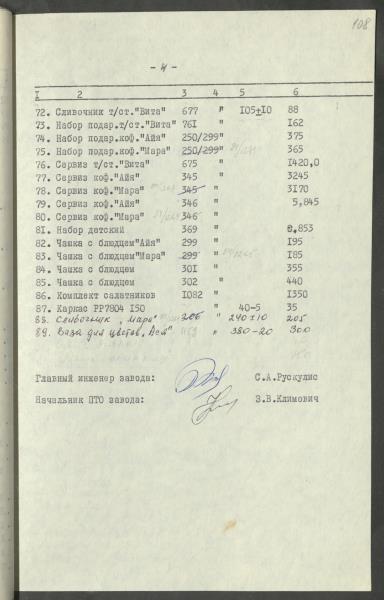 108
- 4 -
I 2 3 4 5 6
72. Сливочник т/ст."Вита" 677 " 105±10 88
73. Набор подар.т/ст."Вита" 761 " 162
74. Набор подар.коф."Айя" 250/299" 375
75. Набор подар.коф."Мара" 250/299" 365
76. Сервиз т/ст."Вита" 675 " 1420,0
77. Сервиз коф."Айя" 345 " 3245
78. Сервиз коф."Мара" 345 " 3170
79. Сервиз коф."Айя" 346 " 5,845
80. Сервиз коф."Мара" 346 "
81. Набор детский 369 " 0,853
82. Чашка с блюдцем"Айя" 299 " 195
83. Чашка с блюдцем"Мара" 299 " 185
84. Чашка с блюдцем 301 " 355
85. Чашка с блюдцем 302 " 440
86. Комплект салатников 1082 " 1350
87. Каркас РР7804 150 " 40-5 35
88. Сливочник "Мара" 206 " 240±10 205
89. Ваза для цветов "Ася" " 380-20 300
Главный инженер завода: С.А.Рускулис
Начальник ПТО завода: З.В.Климович